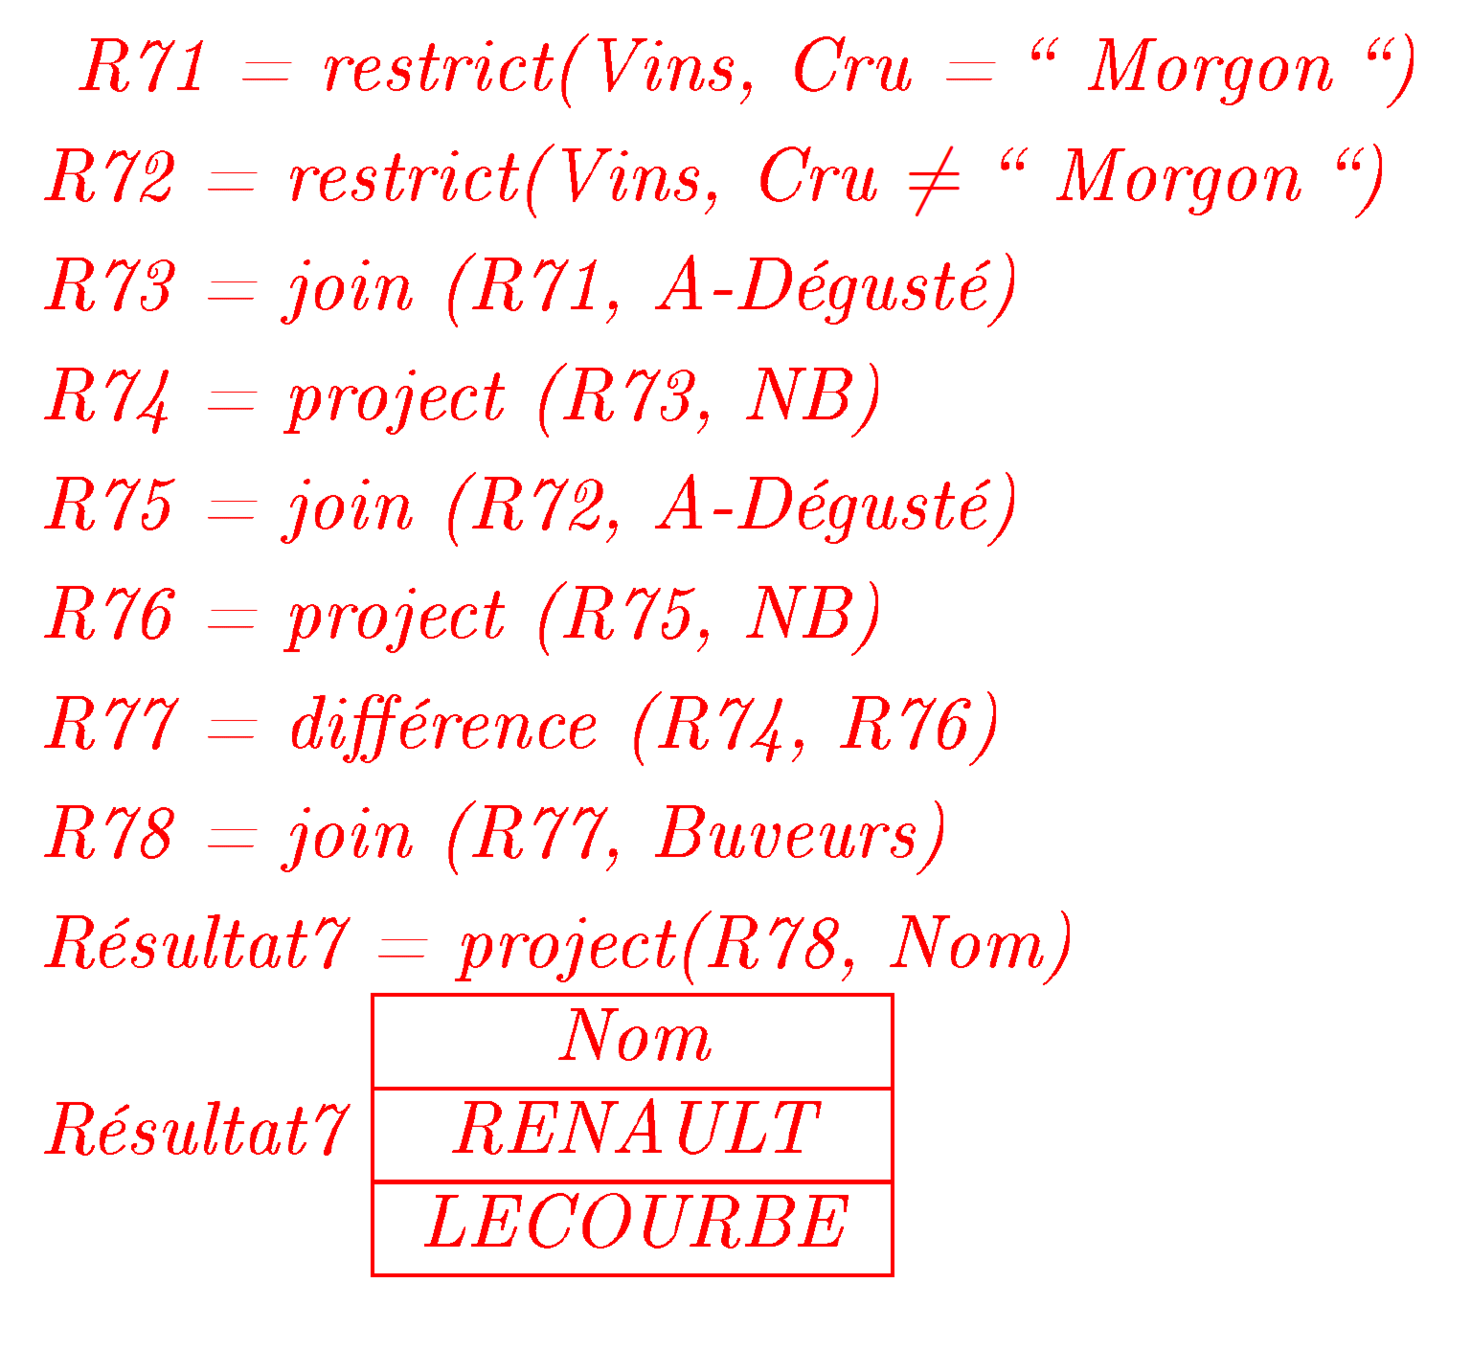 R71 = restrict(Vins, Cru = “ Morgon “)
R72 = restrict(Vins, Cru ≠ “ Morgon “)
R73 = join (R71, A-Dégusté)
R74 = project (R73, NB)
R75 = join (R72, A-Dégusté)
R76 = project (R75, NB)
R77 = différence (R74, R76)
R78 = join (R77, Buveurs)
Résultat7 = project(R78, Nom)
Nom
Résultat7 RENAULT
LECOURBE